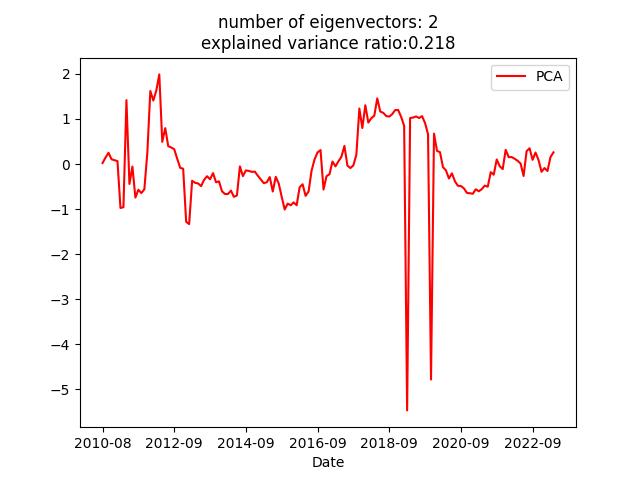 number of eigenvectors: 2
explained variance ratio:0.218
PCA
2
1
0
−1
−2
−3
−4
−5
2010-08 2012-09 2014-09 2016-09 2018-09 2020-09 2022-09
Date